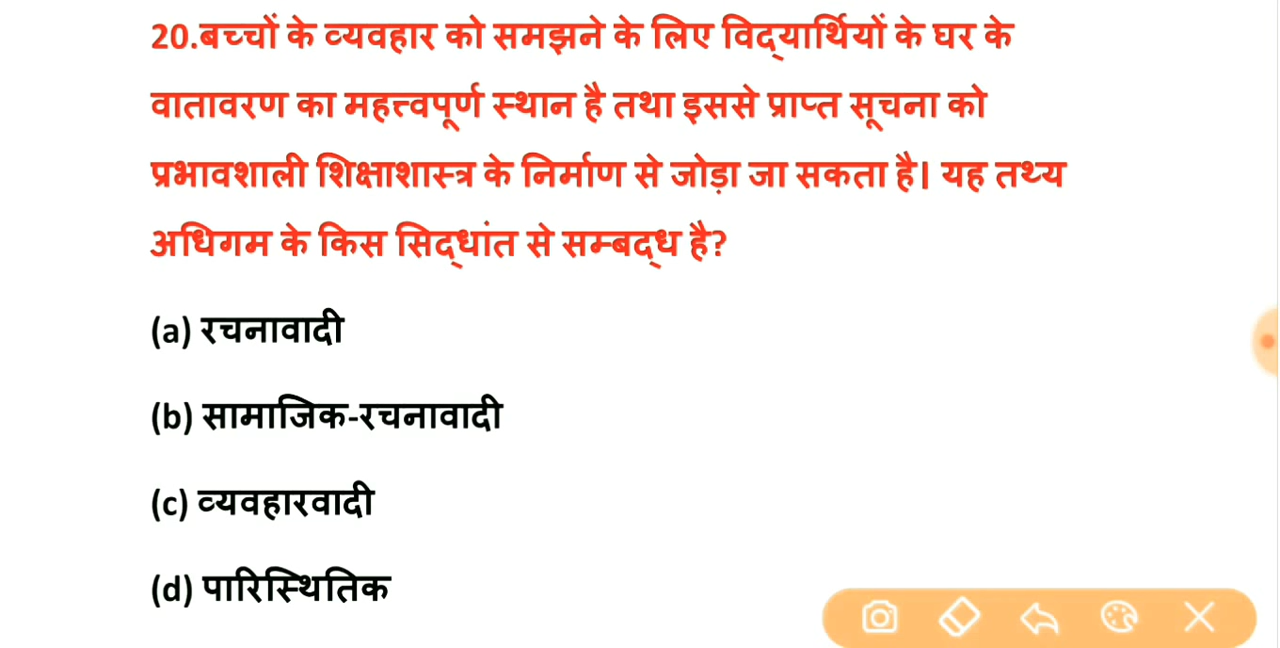 20.बच्चों के व्यवहार को समझने के लिए विद्यार्थियों के घर के
वातावरण का महत्त्वपूर्ण स्थान है तथा इससे प्राप्त सूचना को
प्रभावशाली शिक्षाशास्त्र के निर्माण से जोड़ा जा सकता है। यह तथ्य
अधिगम के किस सिद्धांत से सम्बद्ध है?
(a) रचनावादी
(b) सामाजिक-रचनावादी
(c) व्यवहारवादी
(d) पारिस्थितिक